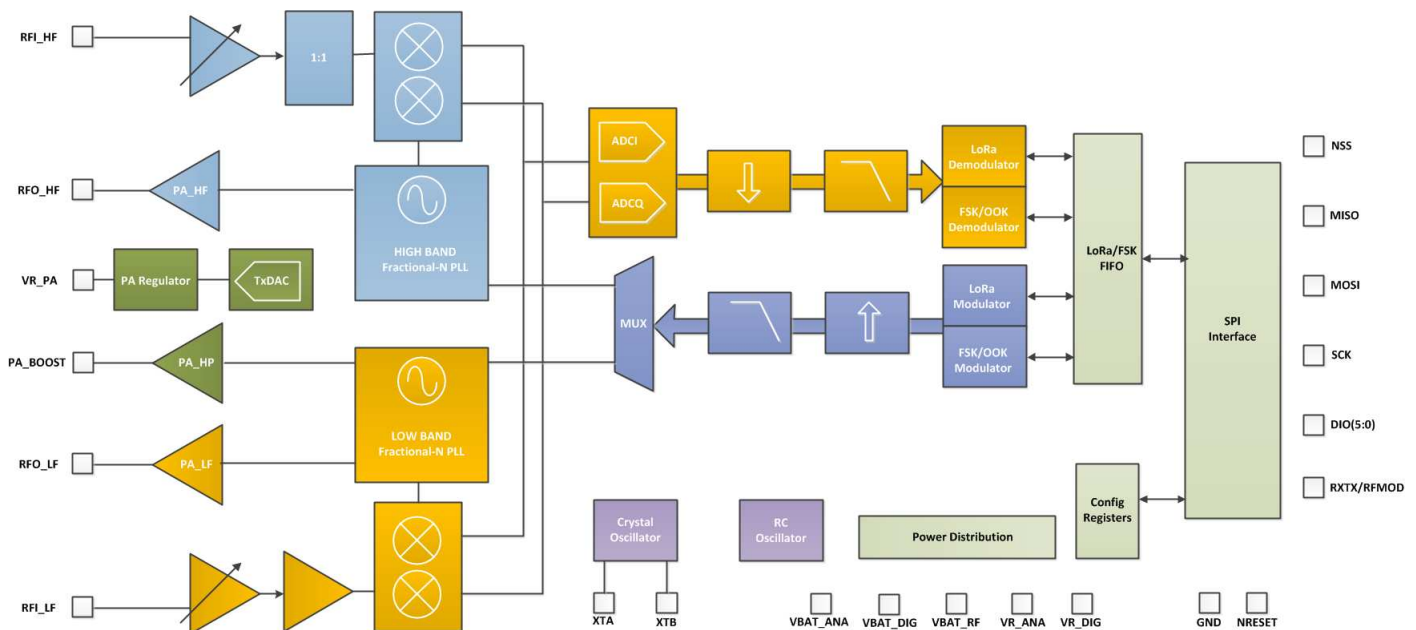 RFI_HF
1:1
RFO_HF
PA_HF
HIGH BAND
Fractional-N PLL
VR_PA
PA Regulator
TxDAC
PA_BOOST
PA_HP
LOW BAND
Fractional-N PLL
RFO_LF
PA_LF
RFI_LF
ADCI
ADCQ
MUX
LoRa
Demodulator
FSK/OOK
Demodulator
LoRa
Modulator
FSK/OOK
Modulator
LoRa/FSK
FIFO
SPI
Interface
Config
Registers
Crystal
Oscillator
RC
Oscillator
Power Distribution
NSS
MISO
MOSI
SCK
DIO(5:0)
RXTX/RFMOD
XTA
XTB
VBAT_ANA
VBAT_DIG
VBAT_RF
VR_ANA
VR_DIG
GND
NRESET